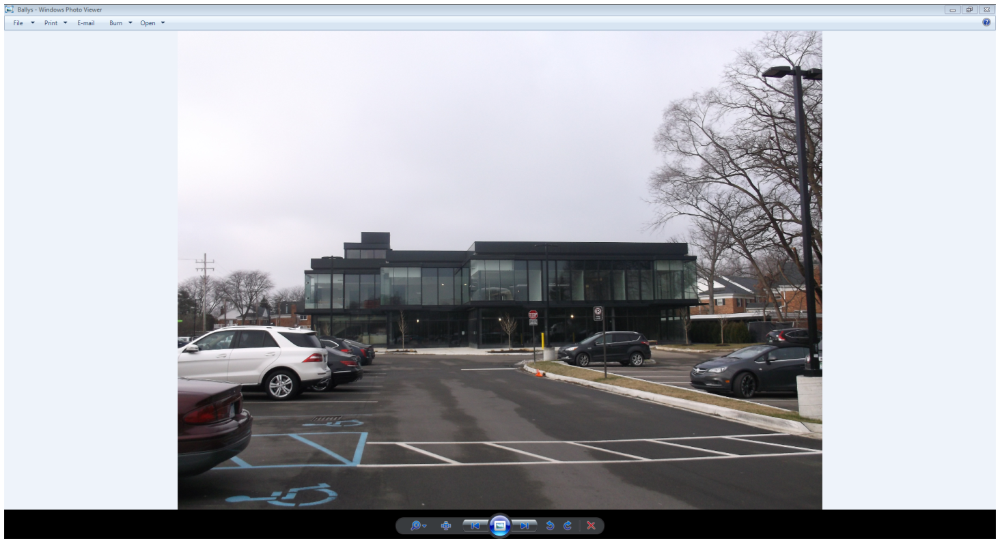 Ballys - Windows Photo Viewer
File Print E-mail Burn Open
STOP